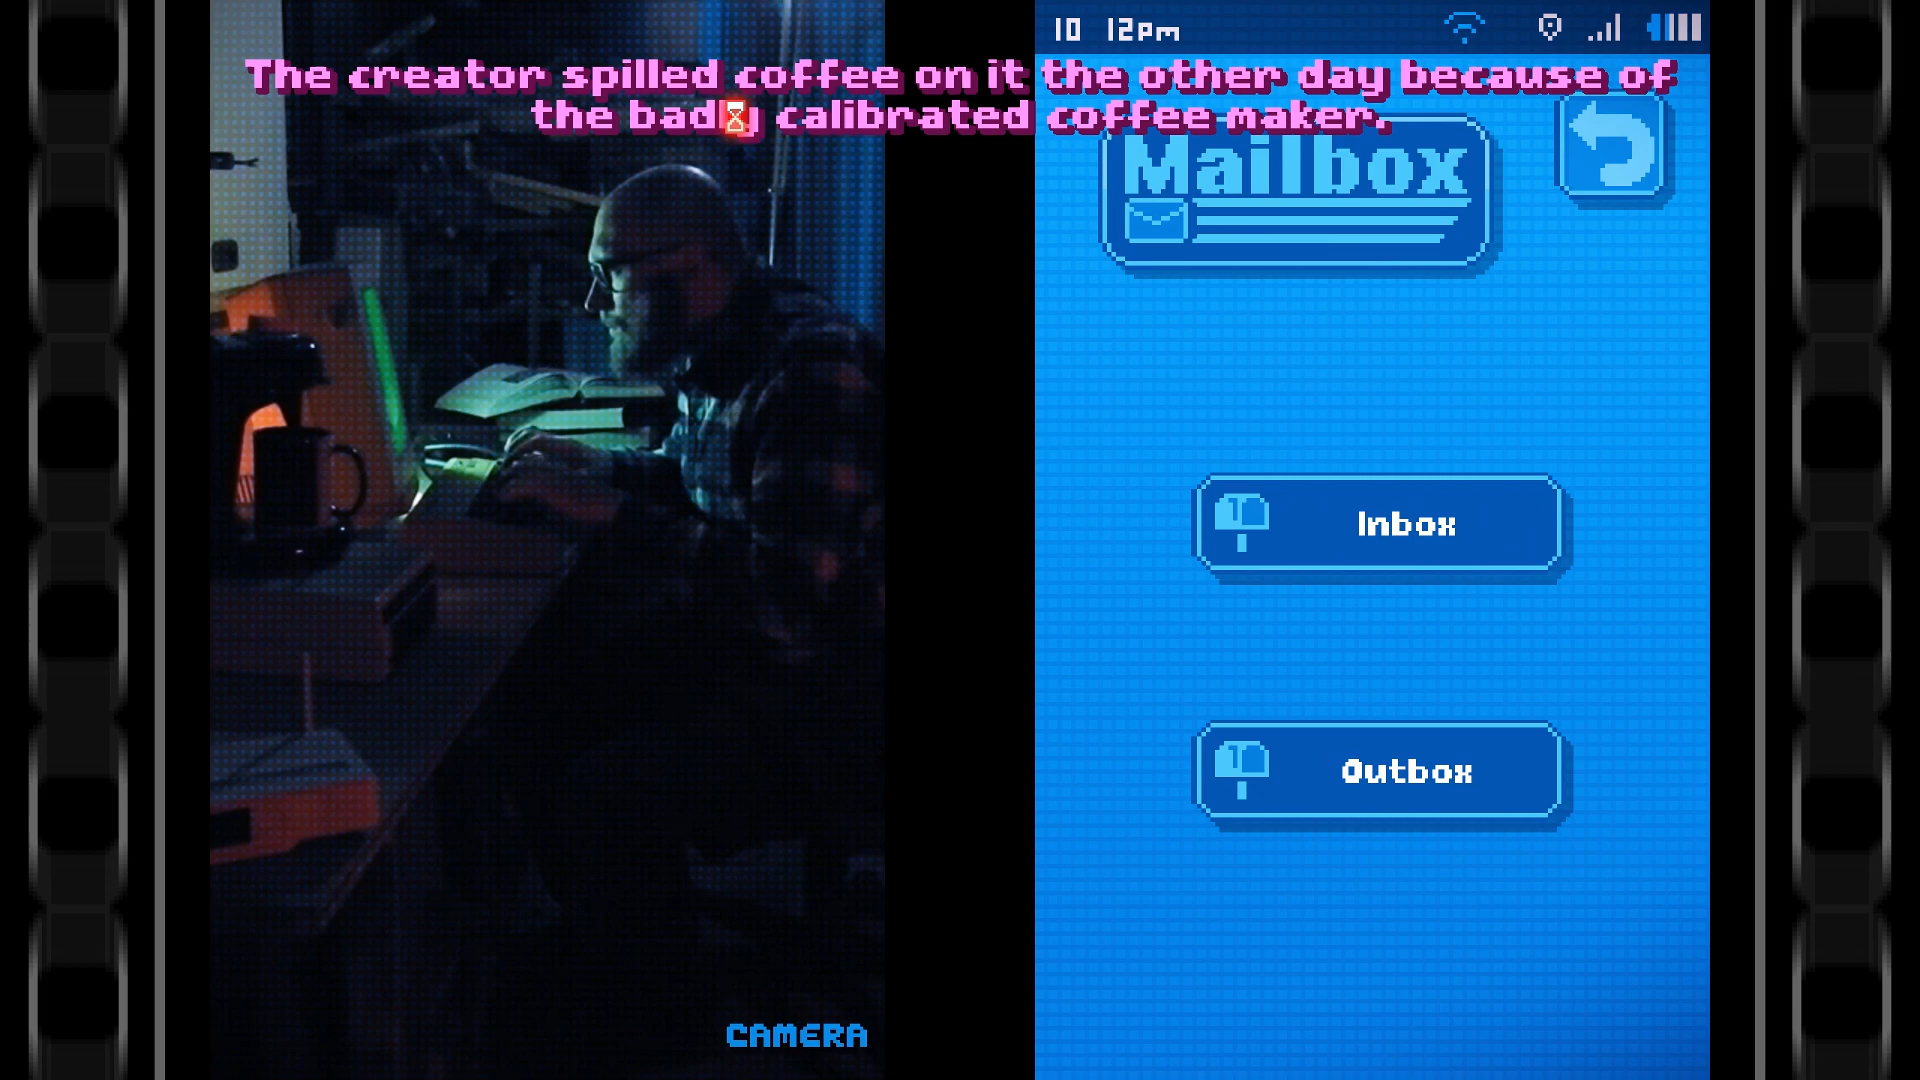 10 12pm
The creator spilled coffee on it the other day because of
the badly calibrated coffee maker.
Mailbox
Inbox
Outbox
CAMERA